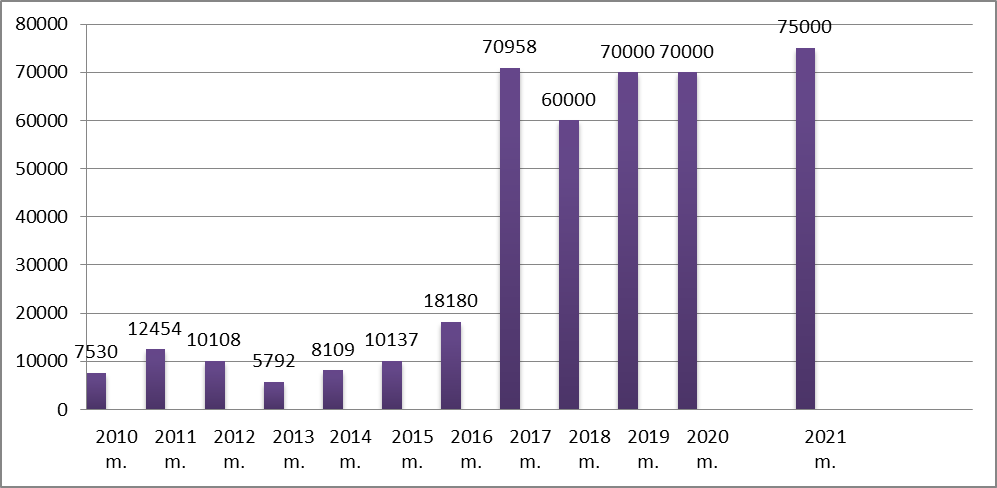 80000
70000
60000
50000
40000
30000
20000
10000
0
7530
12454
10108
5792
8109
10137
18180
70958
60000
70000
70000
75000
2010 m.
2011 m.
2012 m.
2013 m.
2014 m.
2015 m.
2016 m.
2017 m.
2018 m.
2019 m.
2020 m.
2021 m.